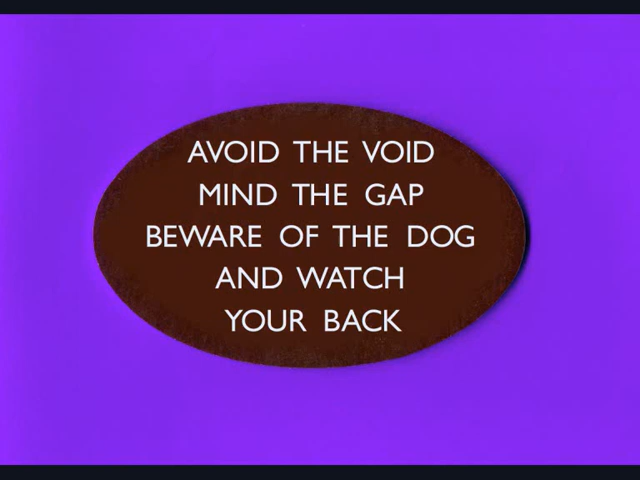 AVOID THE VOID
MIND THE GAP
BEWARE OF THE DOG
AND WATCH
YOUR BACK